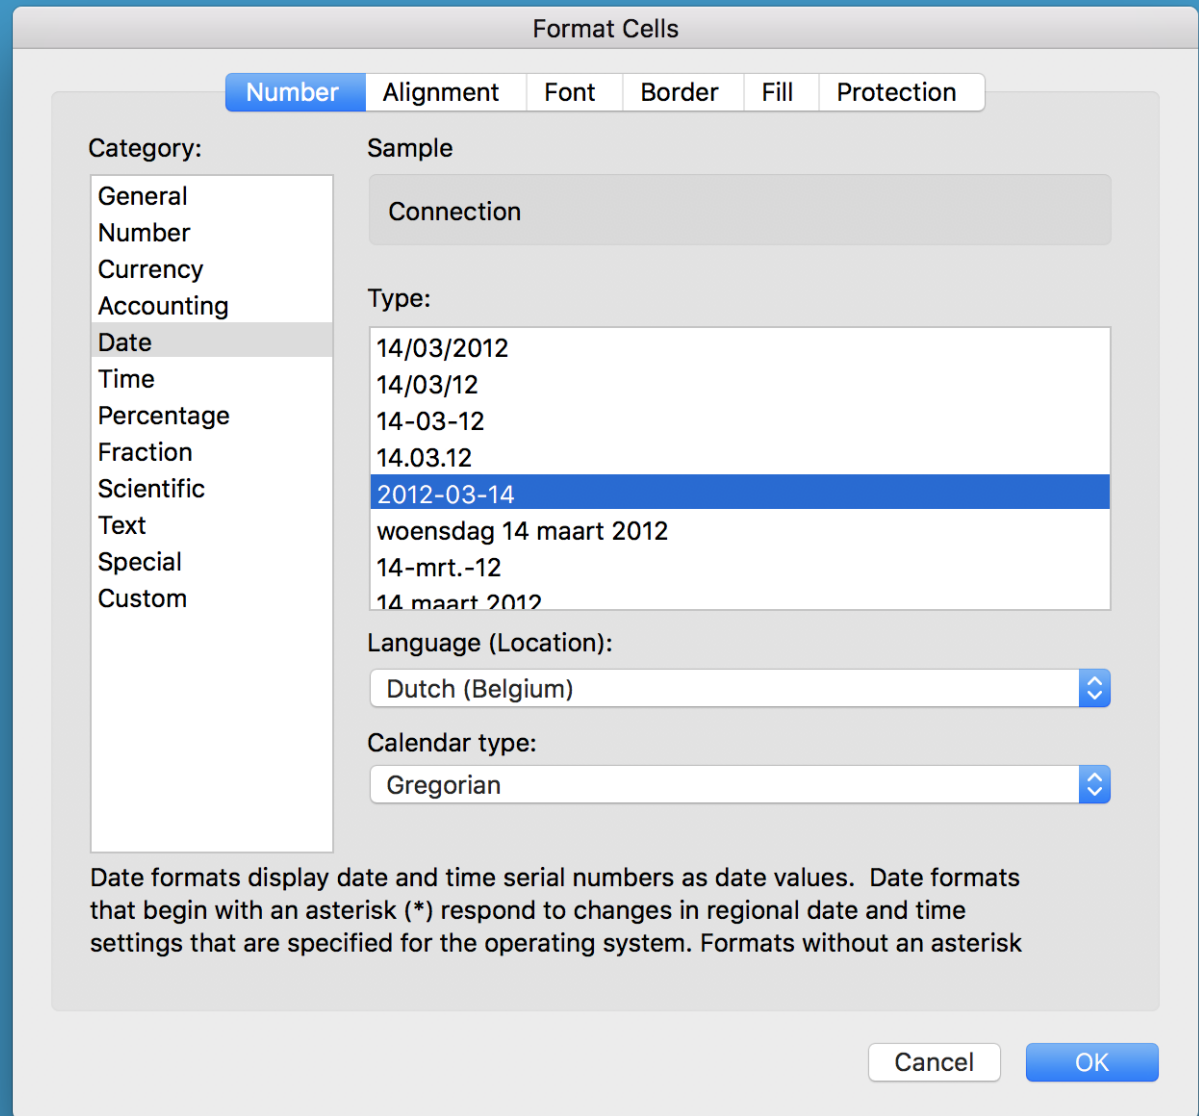 Format Cells
Number
Alignment
Font
Border
Fill
Protection
Category:
General
Number
Currency
Accounting
Date
Time
Percentage
Fraction
Scientific
Text
Special
Custom
Sample
Connection
Type:
14/03/2012
14/03/12
14-03-12
14.03.12
2012-03-14
woensdag 14 maart 2012
14-mrt.-12
14 maart 2012
Language (Location):
Dutch (Belgium)
Calendar type:
Gregorian
Date formats display date and time serial numbers as date values.  Date formats
that begin with an asterisk (*) respond to changes in regional date and time
settings that are specified for the operating system. Formats without an asterisk
Cancel
OK